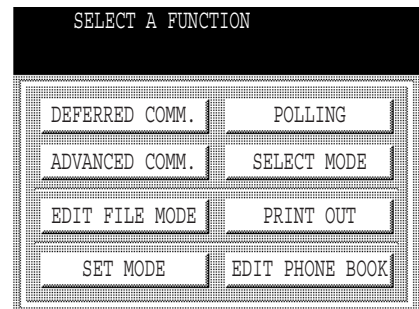 SELECT A FUNCTION
DEFERRED COMM. POLLING
ADVANCED COMM. SELECT MODE
EDIT FILE MODE PRINT OUT
SET MODE EDIT PHONE BOOK